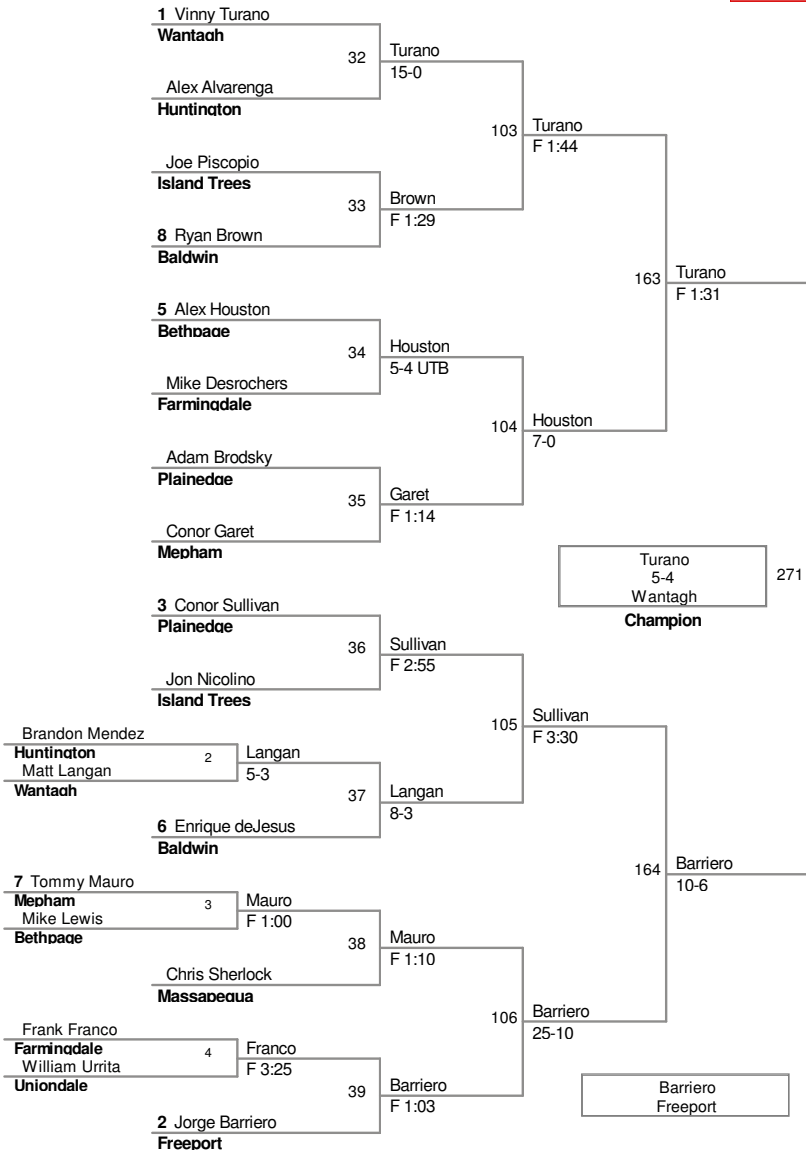 1 Vinny Turano
Wantagh
32
Turano
15-0
Alex Alvarenga
Huntington
103
Turano
F 1:44
Joe Piscopio
Island Trees
33
Brown
F 1:29
8 Ryan Brown
Baldwin
163
Turano
F 1:31
5 Alex Houston
Bethpage
34
Houston
5-4 UTB
Mike Desrochers
Farmingdale
104
Houston
7-0
Adam Brodsky
Plainedge
35
Garet
F 1:14
Conor Garet
Mepham
Turano
5-4
Wantagh
271
Champion
3 Conor Sullivan
Plainedge
36
Sullivan
F 2:55
Jon Nicolino
Island Trees
105
Sullivan
F 3:30
Brandon Mendez
Huntington
2
Langan
5-3
Matt Langan
Wantagh
37
Langan
8-3
6 Enrique deJesus
Baldwin
164
Barriero
10-6
7 Tommy Mauro
Mepham
3
Mauro
F 1:00
Mike Lewis
Bethpage
38
Mauro
F 1:10
Chris Sherlock
Massapequa
106
Barriero
25-10
Frank Franco
Farmingdale
4
Franco
F 3:25
William Urrita
Uniondale
39
Barriero
F 1:03
2 Jorge Barriero
Freeport
Barriero
Freeport